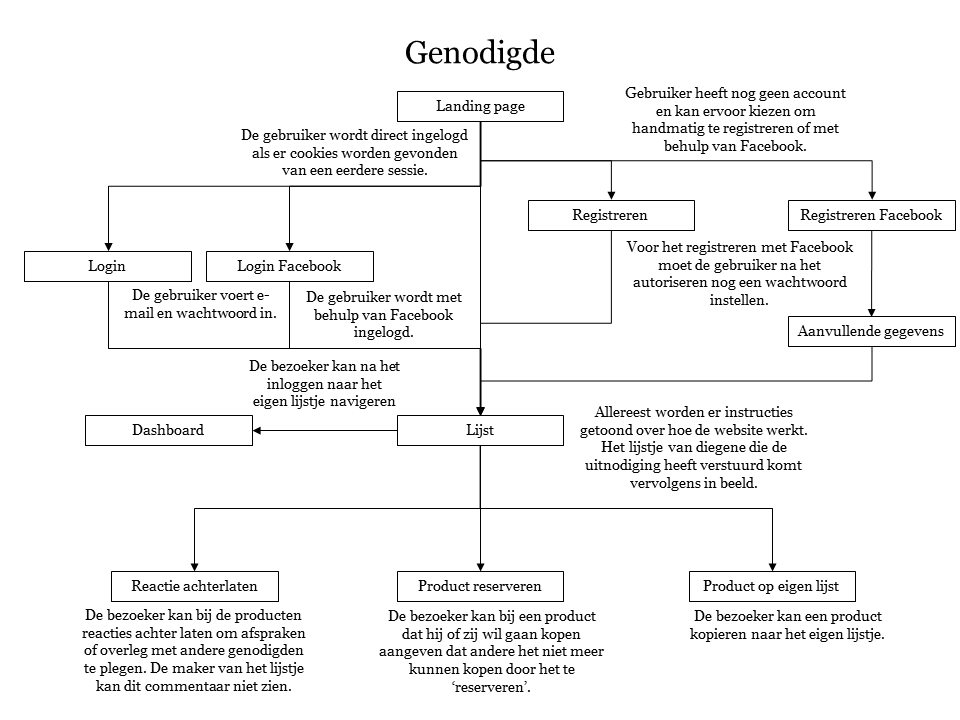 Genodigde
Landing page
Gebruiker heeft nog geen account
en kan ervoor kiezen om
handmatig te registreren of met
behulp van Facebook.
De gebruiker wordt direct ingelogd
als er cookies worden gevonden
van een eerdere sessie.
Registreren
Registreren Facebook
Login
Login Facebook
Voor het registreren met Facebook
moet de gebruiker na het
autoriseren nog een wachtwoord
instellen.
De gebruiker voert e-
mail en wachtwoord in.
De gebruiker wordt met
behulp van Facebook
ingelogd.
Aanvullende gegevens
De bezoeker kan na het
inloggen naar het
eigen lijstje navigeren
Dashboard
Lijst
Allereest worden er instructies
getoond over hoe de website werkt.
Het lijstje van diegene die de
uitnodiging heeft verstuurd komt
vervolgens in beeld.
Reactie achterlaten
Product reserveren
Product op eigen lijst
De bezoeker kan bij de producten
reacties achter laten om afspraken
of overleg met andere genodigden
te plegen. De maker van het lijstje
kan dit commentaar niet zien.
De bezoeker kan bij een product
dat hij of zij wil gaan kopen
aangeven dat andere het niet meer
kunnen kopen door het te
‘reserveren’.
De bezoeker kan een product
kopieren naar het eigen lijstje.